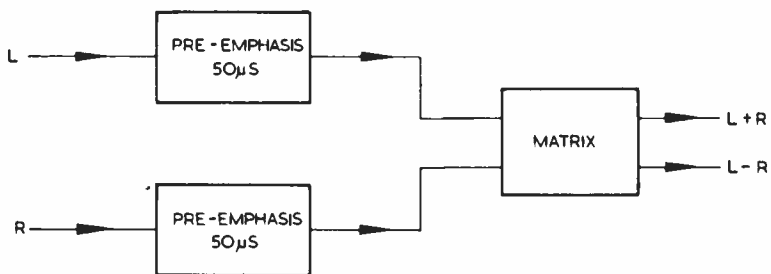 L
PRE-EMPHASIS
50µS
MATRIX
L+R
L-R
R
PRE-EMPHASIS
50µS